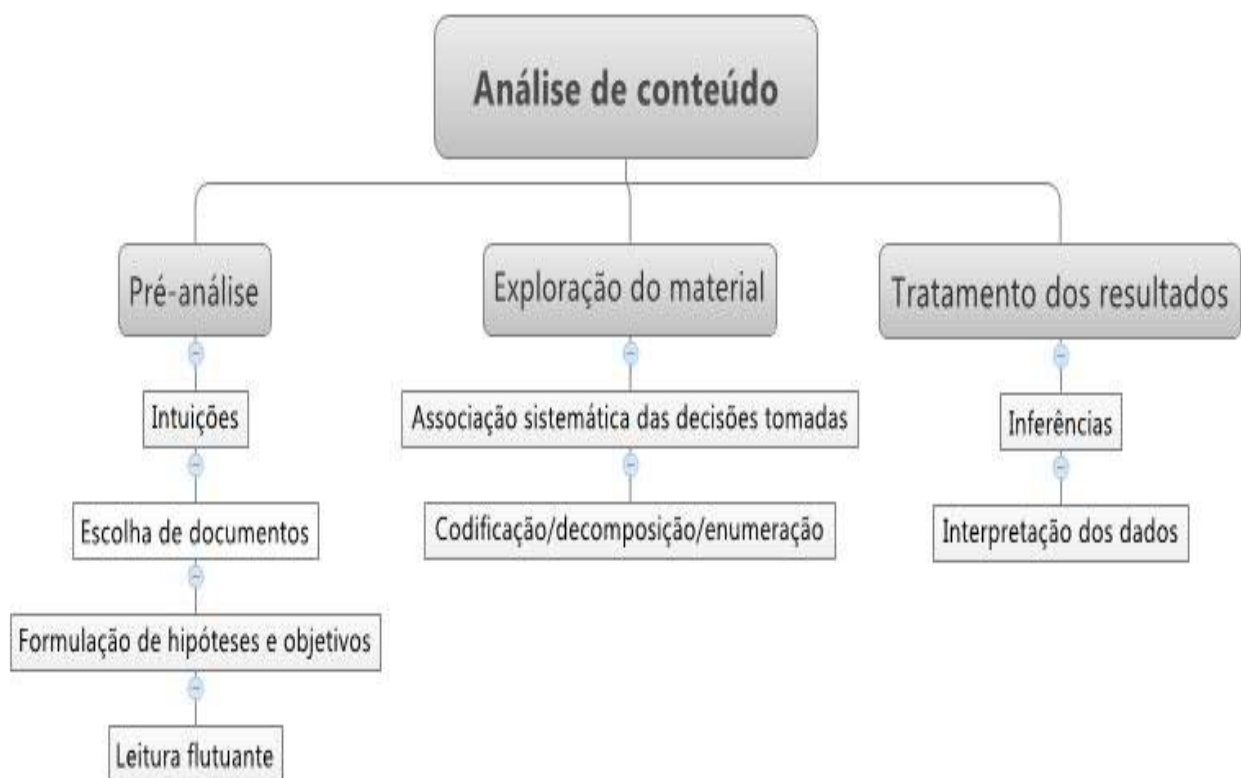 Análise de conteúdo
Pré-análise
Intuições
Escolha de documentos
Formulação de hipóteses e objetivos
Leitura flutuante
Exploração do material
Associação sistemática das decisões tomadas
Codificação/decomposição/enumeração
Tratamento dos resultados
Inferências
Interpretação dos dados